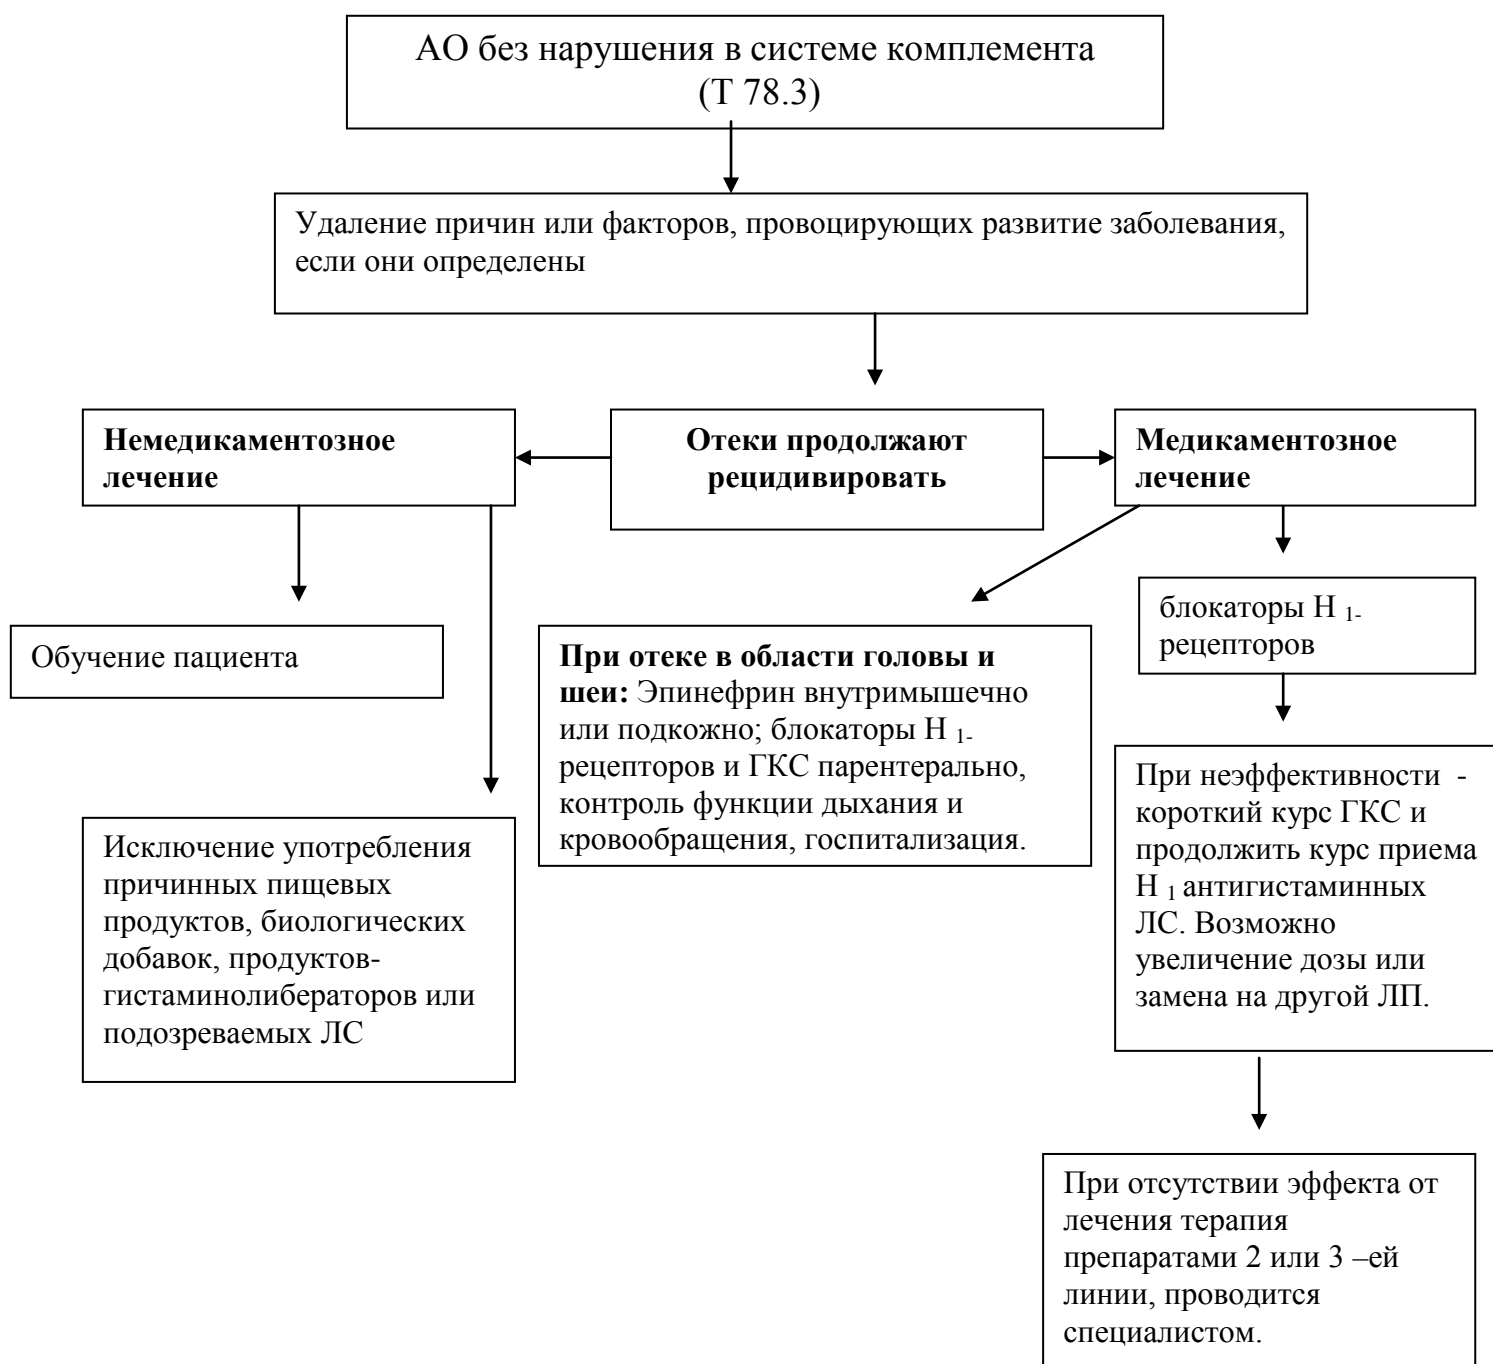 АО без нарушения в системе комплемента
(Т 78.3)
Удаление причин или факторов, провоцирующих развитие заболевания,
если они определены
Немедикаментозное
лечение
Отеки продолжают
рецидивировать
Медикаментозное
лечение
Обучение пациента
При отеке в области головы и
шеи: Эпинефрин внутримышечно
или подкожно; блокаторы Н 1-
рецепторов и ГКС парентерально,
контроль функции дыхания и
кровообращения, госпитализация.
блокаторы Н 1-
рецепторов
Исключение употребления
причинных пищевых
продуктов, биологических
добавок, продуктов-
гистаминолибераторов или
подозреваемых ЛС
При неэффективности -
короткий курс ГКС и
продолжить курс приема
Н 1 антигистаминных
ЛС. Возможно
увеличение дозы или
замена на другой ЛП.
При отсутствии эффекта от
лечения терапия
препаратами 2 или 3 –ей
линии, проводится
специалистом.